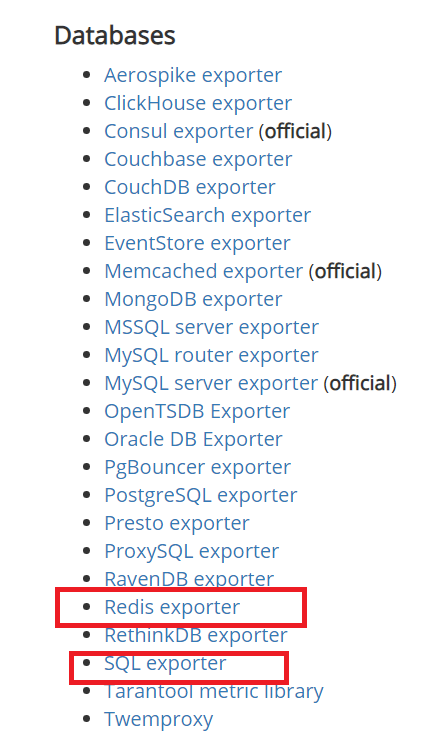 Databases
Aerospike exporter
ClickHouse exporter
Consul exporter (official)
Couchbase exporter
CouchDB exporter
ElasticSearch exporter
EventStore exporter
Memcached exporter (official)
MongoDB exporter
MSSQL server exporter
MySQL router exporter
MySQL server exporter (official)
OpenTSDB Exporter
Oracle DB Exporter
PgBouncer exporter
PostgreSQL exporter
Presto exporter
ProxySQL exporter
RavenDB exporter
Redis exporter
RethinkDB exporter
SQL exporter
Tarantool metric library
Twemproxy